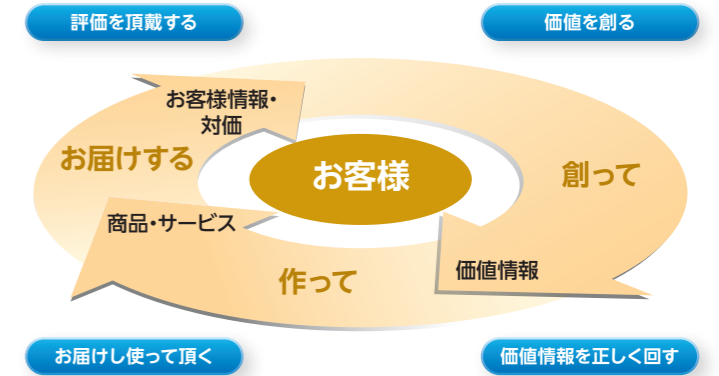 評価を頂戴する
価値を創る
お客様情報・
対価
お届けする
お客様
創って
商品・サービス
価値情報
作って
お届けし使って頂く
価値情報を正しく回す